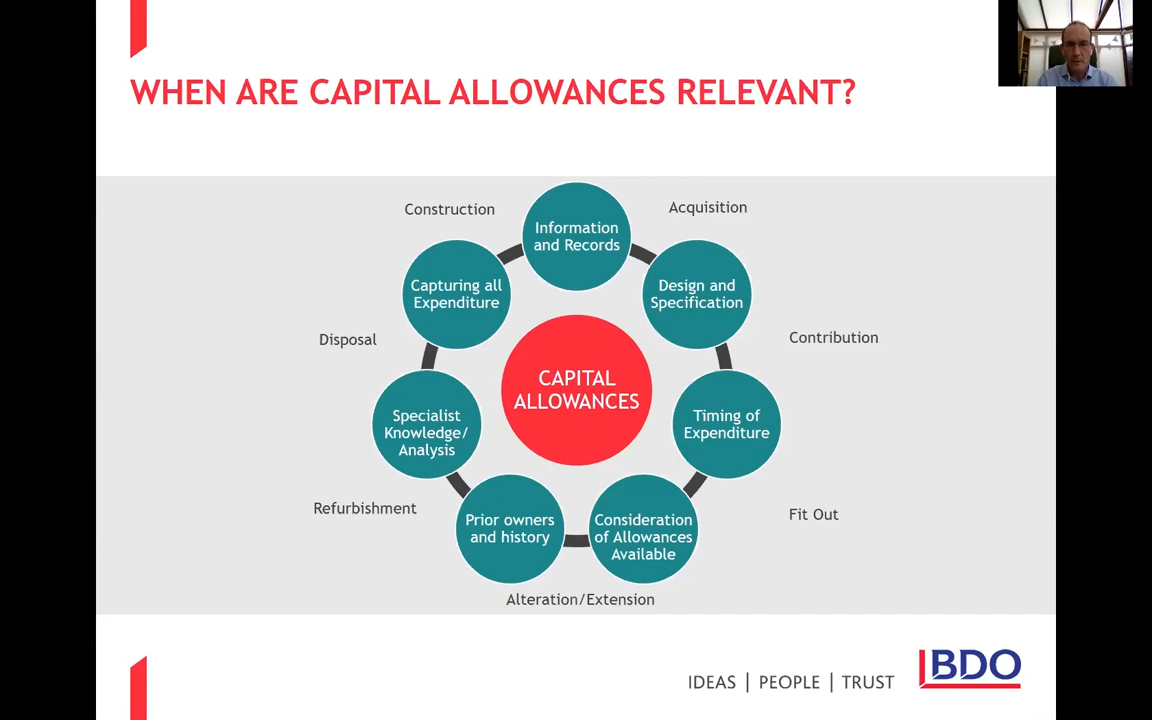 WHEN ARE CAPITAL ALLOWANCES RELEVANT?
Construction
Information
and Records
Acquisition
Capturing all
Expenditure
Design and
Specification
Disposal
Contribution
CAPITAL
ALLOWANCES
Specialist
Knowledge/
Analysis
Timing of
Expenditure
Refurbishment
Fit Out
Prior owners
and history
Consideration
of Allowances
Available
Alteration/Extension
IDEAS | PEOPLE | TRUST
BDO